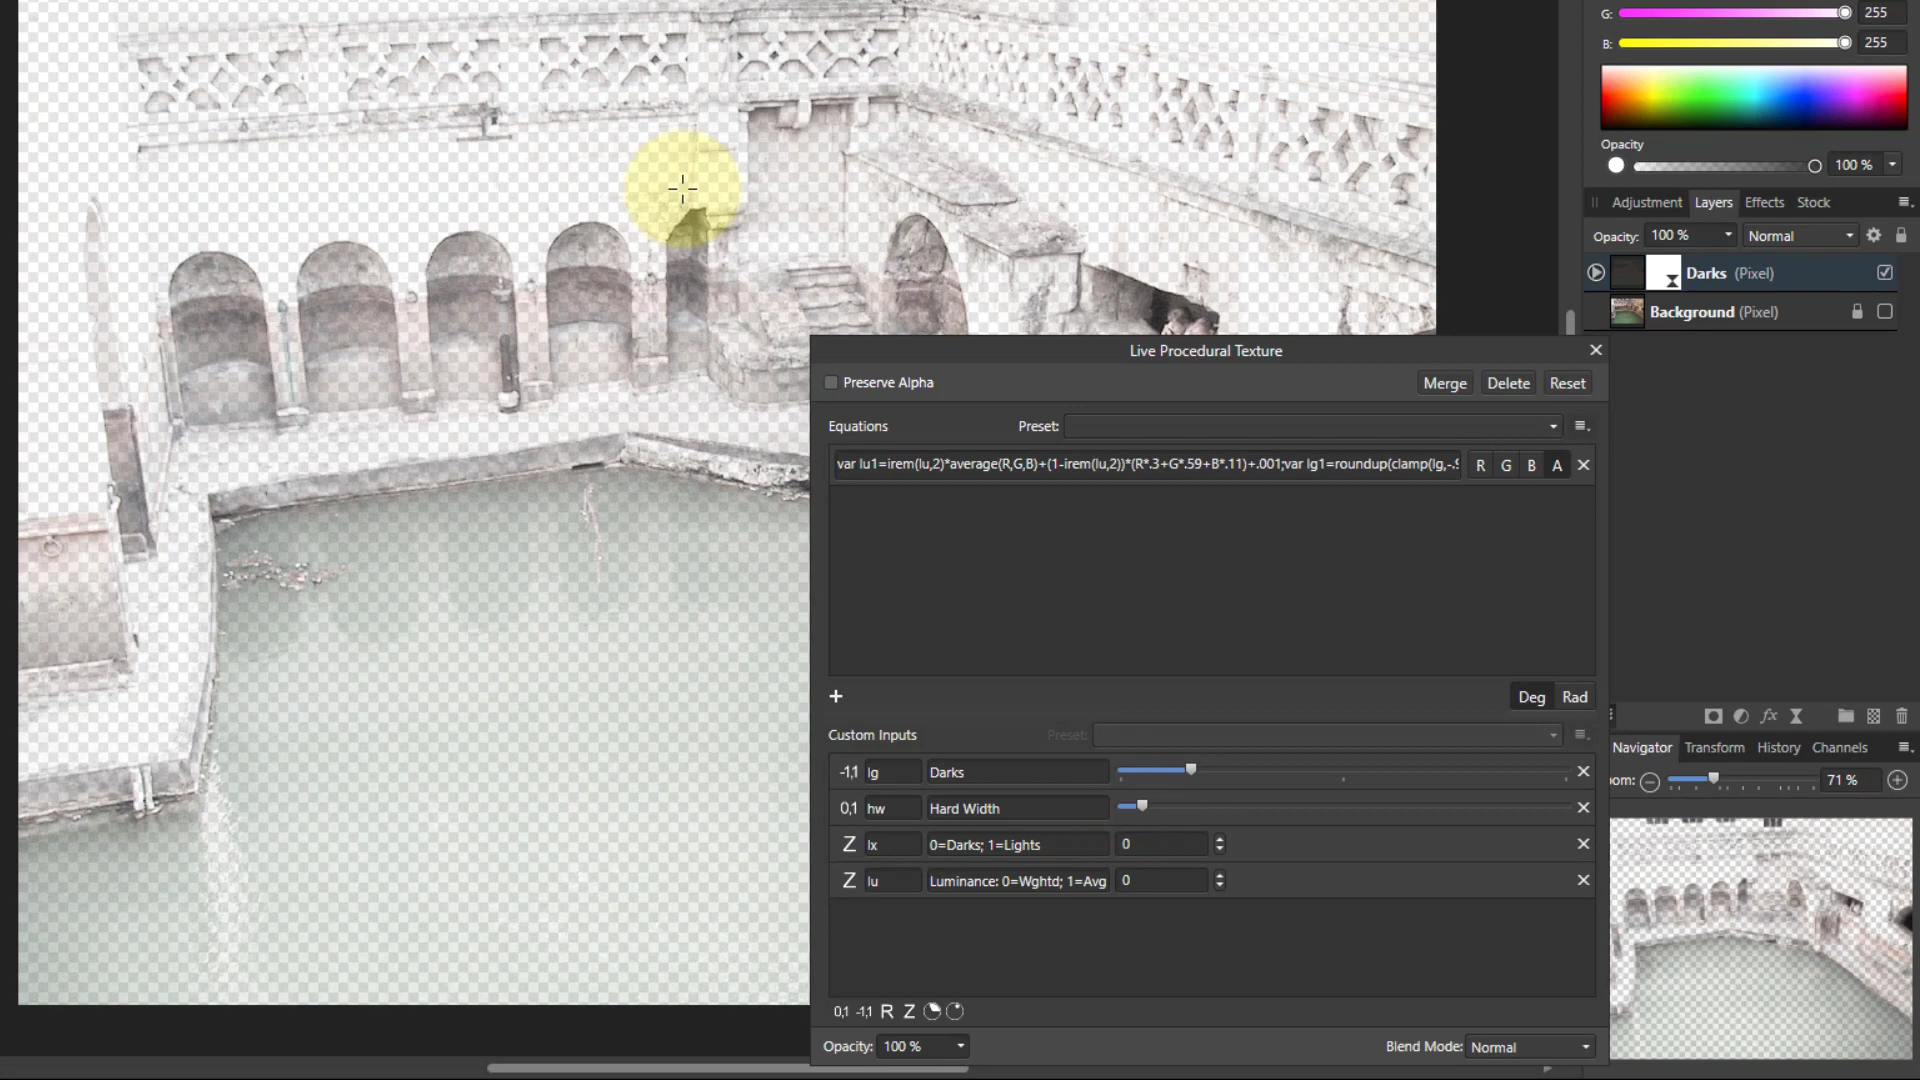 G: 255
B: 255
Opacity
100 %
Adjustment Layers Effects Stock
Opacity: 100 % Normal
Darks (Pixel)
Background (Pixel)
Live Procedural Texture
Preserve Alpha Merge Delete Reset
Equations Preset:
var lu1=irem(lu,2)*average(R,G,B)+(1-irem(lu,2))*(R*.3+G*.59+B*.11)+.001;var lg1=roundup(clamp(lg,-. R G B A
Deg Rad
Custom Inputs Preset:
-1,1 lg Darks
0,1 hw Hard Width
Z lx 0=Darks; 1=Lights 0
Z lu Luminance: 0=Wghtd; 1=Avg 0
0,1 -1,1 R Z
Opacity: 100 % Blend Mode: Normal
Navigator Transform History Channels
om: 71 %